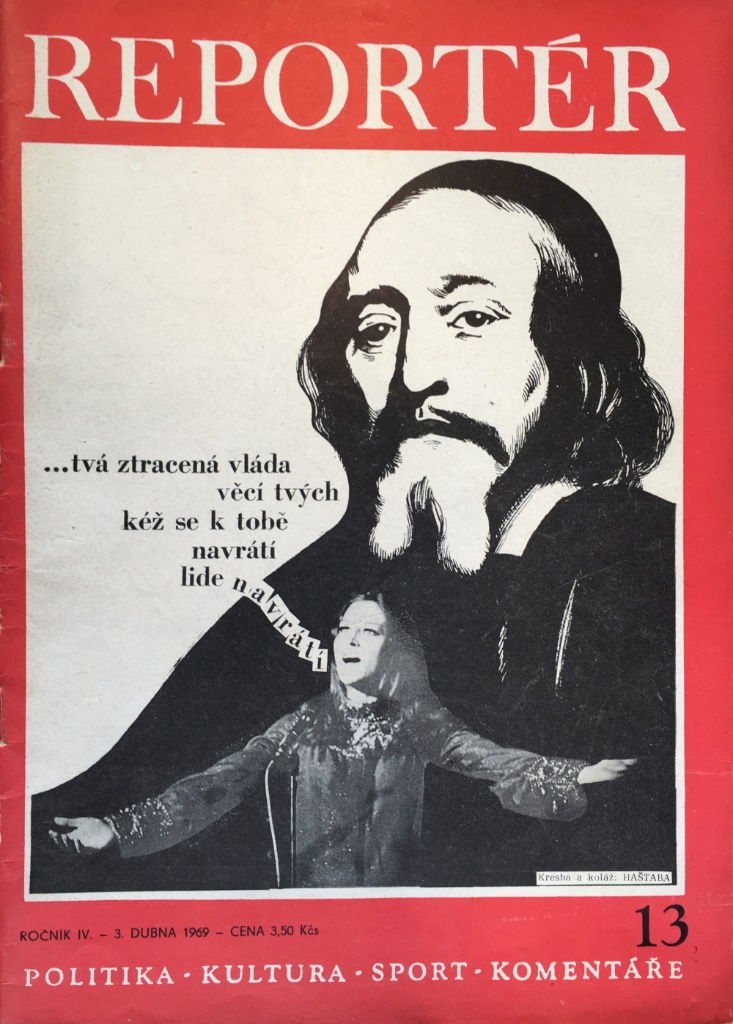 REPORTÉR
...tvá ztracená vláda
věcí tvých
kéž se k tobě
navrátí
lide navrátí
Kresba a koláž: HAŠTABA
ROČNÍK IV. – 3. DUBNA 1969 – CENA 3,50 Kčs
13
POLITIKA · KULTURA · SPORT · KOMENTÁŘE